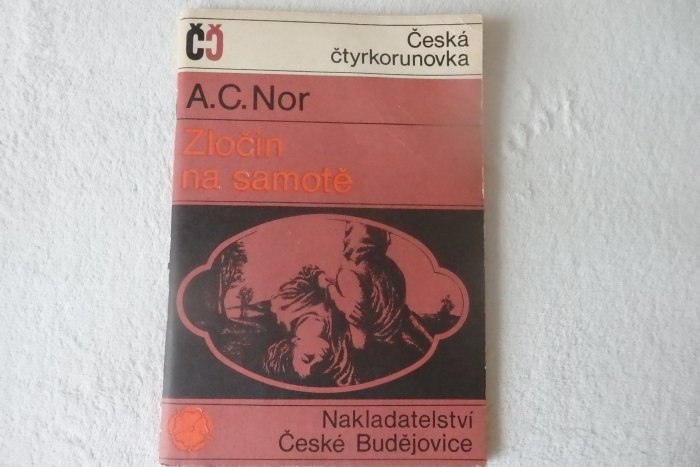 ČČ
Česká
čtyrkorunovka
A.C.Nor
Zločin
na samotě
Nakladatelství
České Budějovice